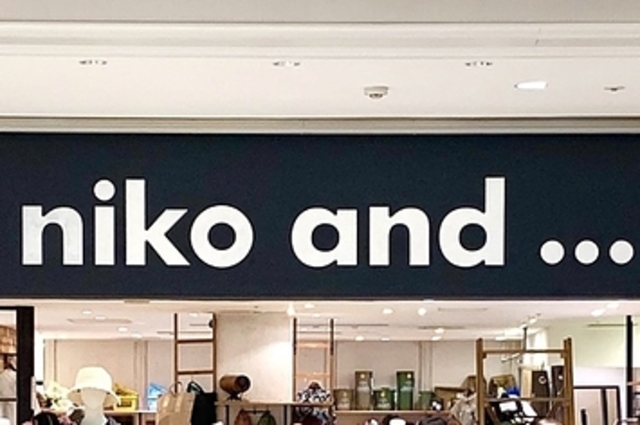 niko and ...